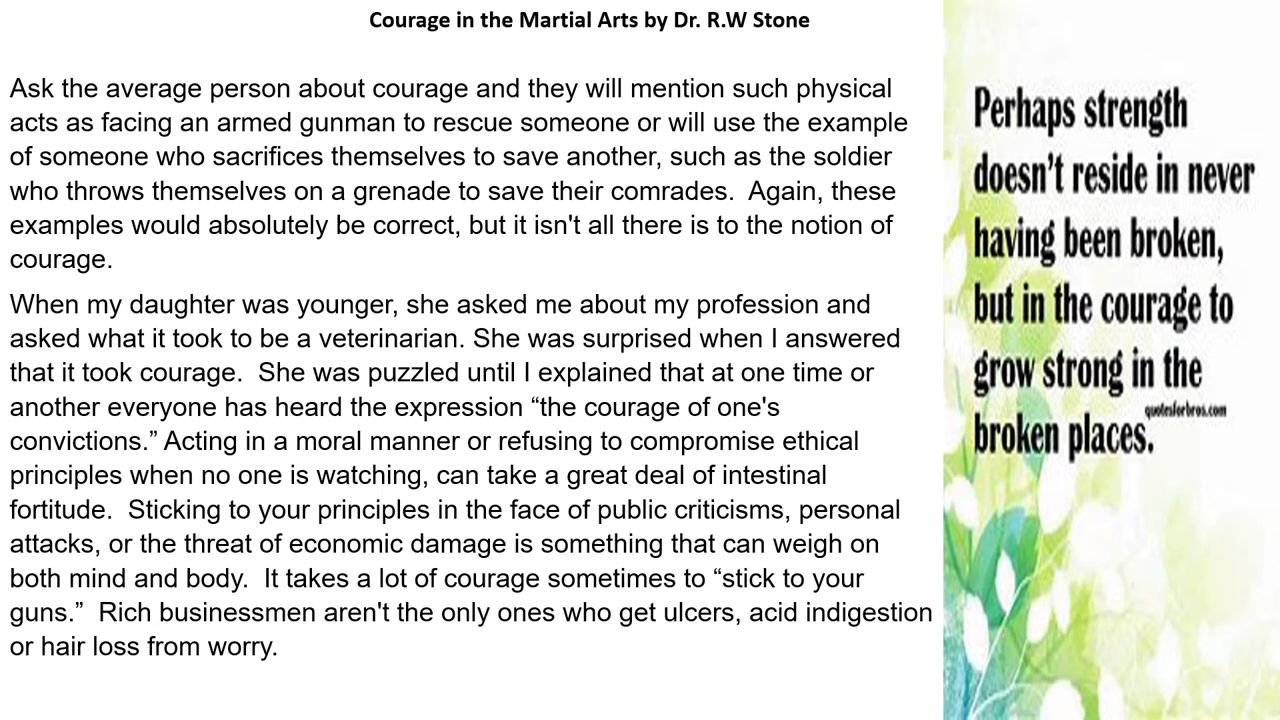 Courage in the Martial Arts by Dr. R.W Stone
Ask the average person about courage and they will mention such physical
acts as facing an armed gunman to rescue someone or will use the example
of someone who sacrifices themselves to save another, such as the soldier
who throws themselves on a grenade to save their comrades.  Again, these
examples would absolutely be correct, but it isn't all there is to the notion of
courage.
When my daughter was younger, she asked me about my profession and
asked what it took to be a veterinarian. She was surprised when I answered
that it took courage.  She was puzzled until I explained that at one time or
another everyone has heard the expression “the courage of one's
convictions.” Acting in a moral manner or refusing to compromise ethical
principles when no one is watching, can take a great deal of intestinal
fortitude.  Sticking to your principles in the face of public criticisms, personal
attacks, or the threat of economic damage is something that can weigh on
both mind and body.  It takes a lot of courage sometimes to “stick to your
guns.”  Rich businessmen aren't the only ones who get ulcers, acid indigestion
or hair loss from worry.
Perhaps strength
doesn’t reside in never
having been broken,
but in the courage to
grow strong in the
quotesforbros.com
broken places.